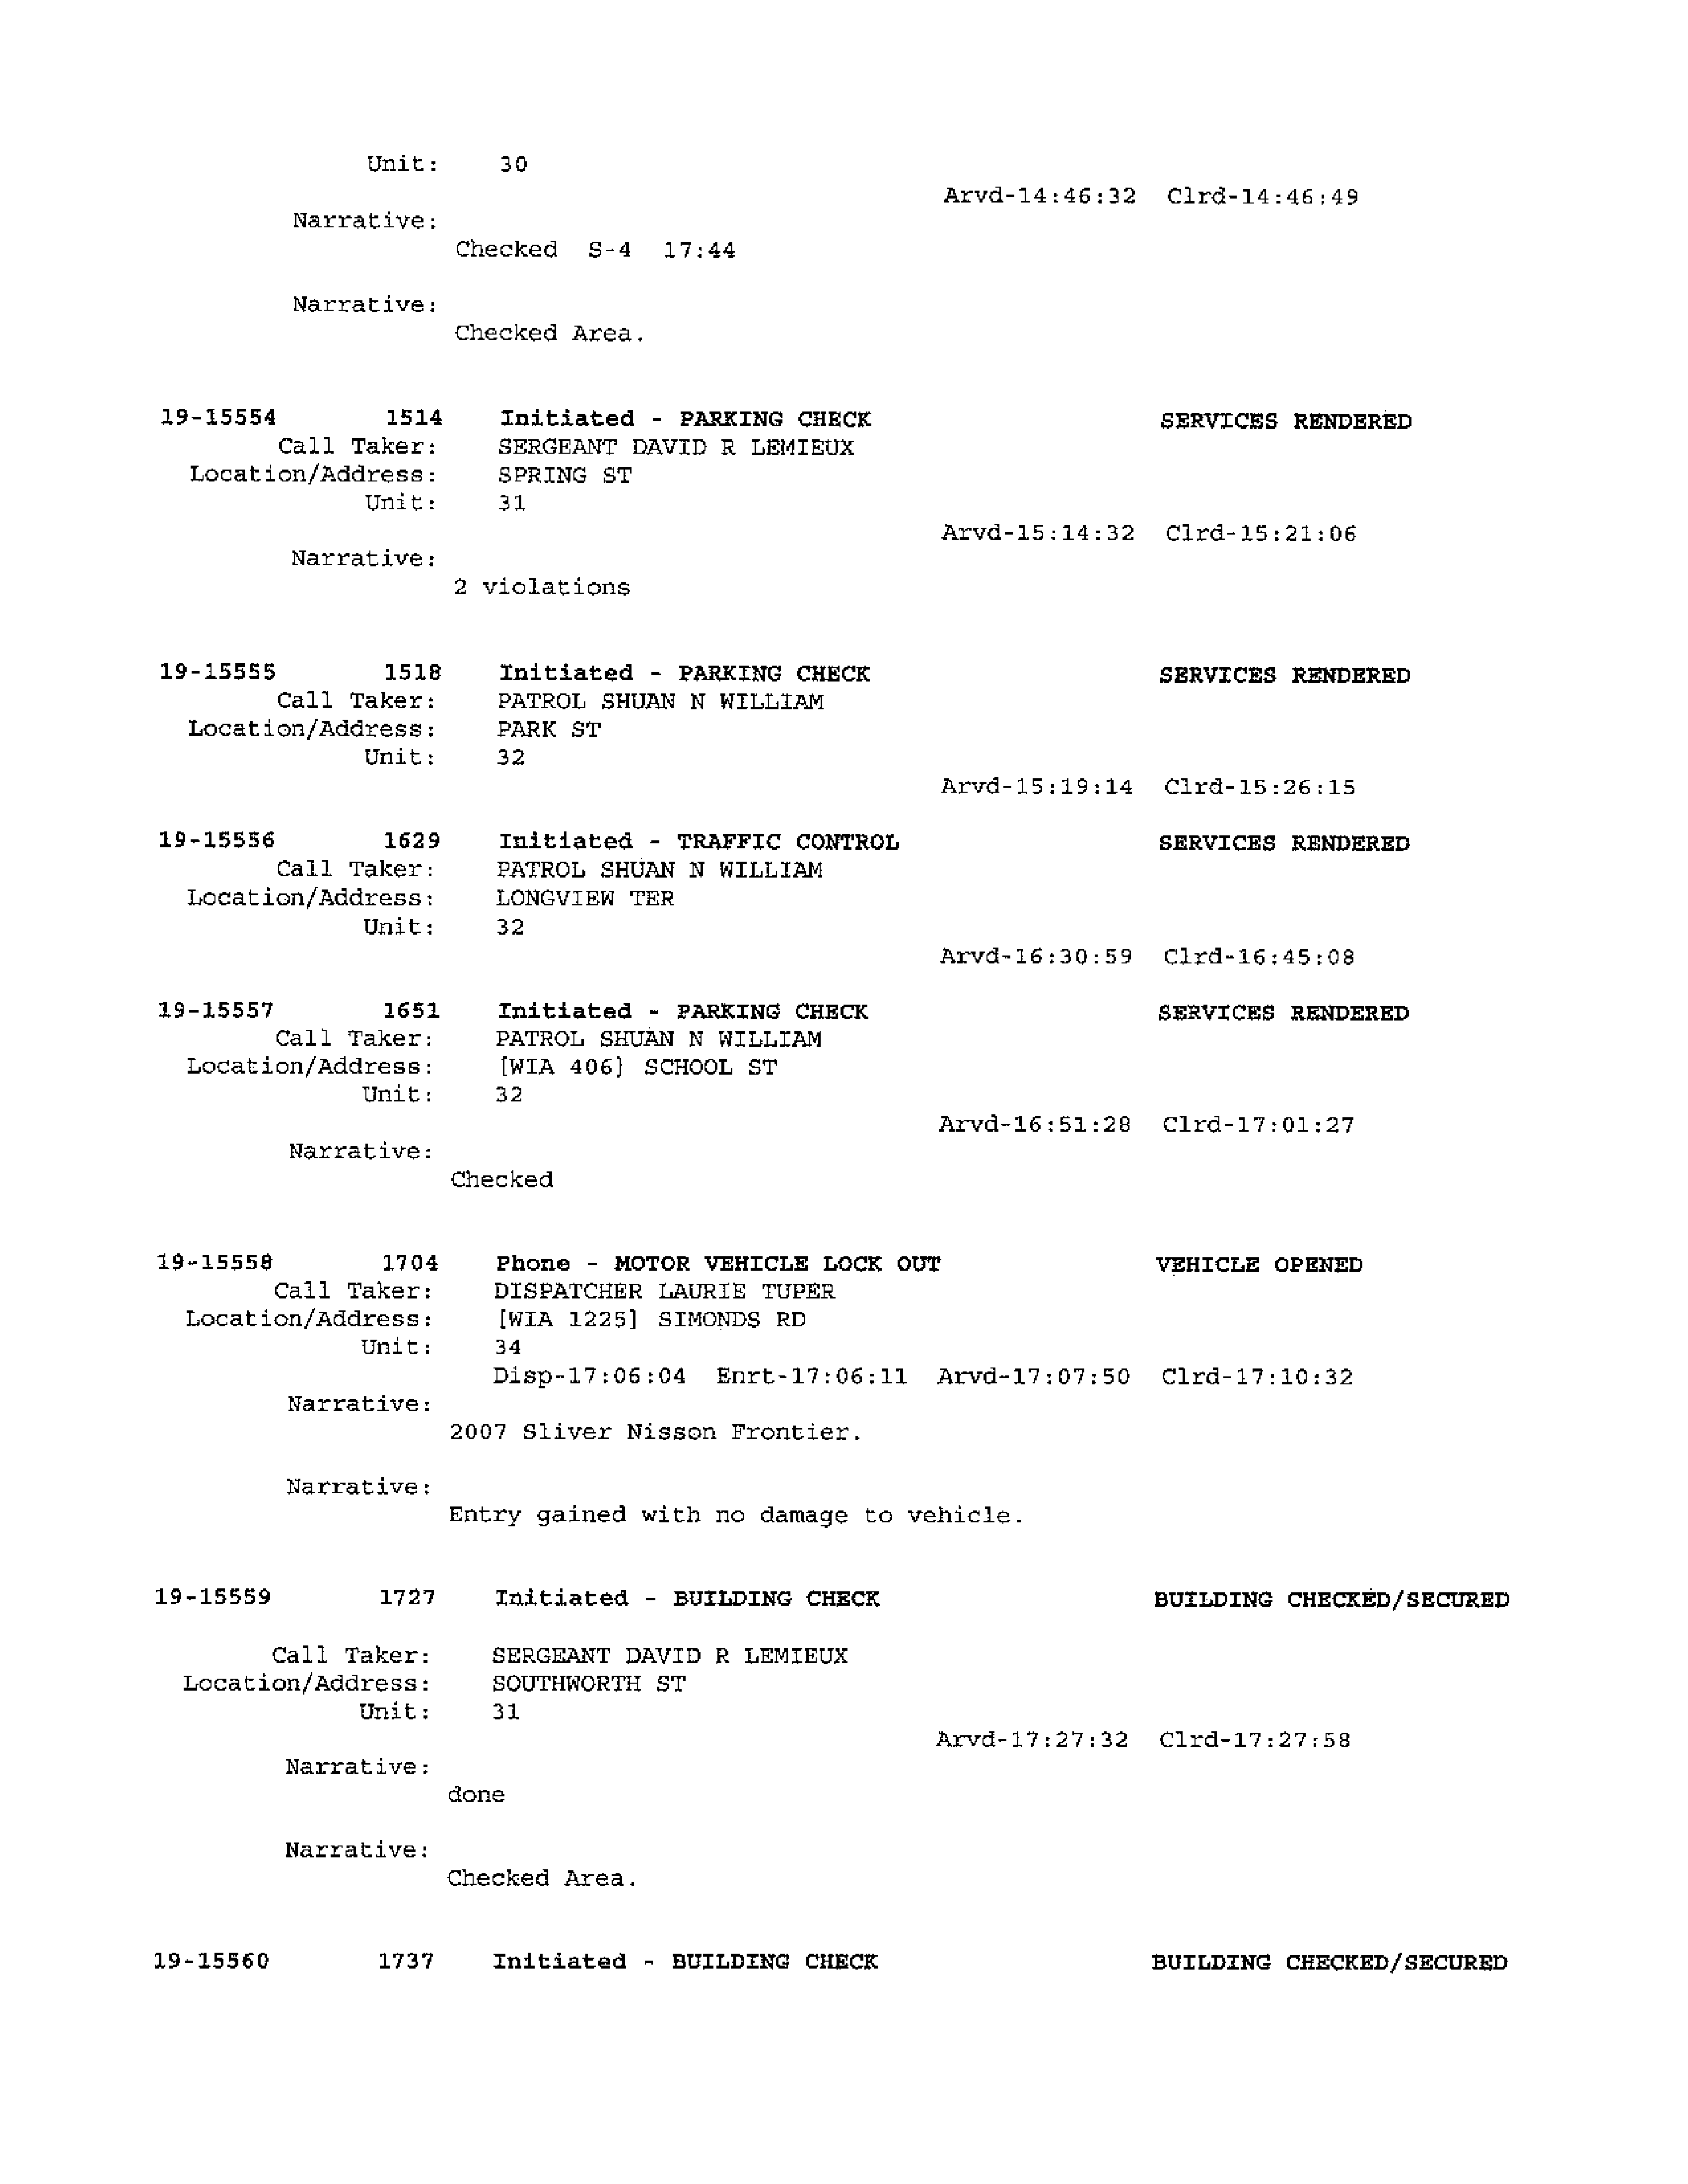 Unit: 30
Arvd-14:46:32 Clrd-14:46:49
Narrative:
Checked S-4 17:44
Narrative:
Checked Area.
19-15554 1514 Initiated - PARKING CHECK SERVICES RENDERED
Call Taker: SERGEANT DAVID R LEMIEUX
Location/Address: SPRING ST
Unit: 31
Arvd-15:14:32 Clrd-15:21:06
Narrative:
2 violations
19-15555 1518 Initiated - PARKING CHECK SERVICES RENDERED
Call Taker: PATROL SHUAN N WILLIAM
Location/Address: PARK ST
Unit: 32
Arvd-15:19:14 Clrd-15:26:15
19-15556 1629 Initiated - TRAFFIC CONTROL SERVICES RENDERED
Call Taker: PATROL SHUAN N WILLIAM
Location/Address: LONGVIEW TER
Unit: 32
Arvd-16:30:59 Clrd-16:45:08
19-15557 1651 Initiated - PARKING CHECK SERVICES RENDERED
Call Taker: PATROL SHUAN N WILLIAM
Location/Address: [WIA 406] SCHOOL ST
Unit: 32
Arvd-16:51:28 Clrd-17:01:27
Narrative:
Checked
19-15558 1704 Phone - MOTOR VEHICLE LOCK OUT VEHICLE OPENED
Call Taker: DISPATCHER LAURIE TUPER
Location/Address: [WIA 1225] SIMONDS RD
Unit: 34
Disp-17:06:04 Enrt-17:06:11 Arvd-17:07:50 Clrd-17:10:32
Narrative:
2007 Sliver Nisson Frontier.
Narrative:
Entry gained with no damage to vehicle.
19-15559 1727 Initiated - BUILDING CHECK BUILDING CHECKED/SECURED
Call Taker: SERGEANT DAVID R LEMIEUX
Location/Address: SOUTHWORTH ST
Unit: 31
Arvd-17:27:32 Clrd-17:27:58
Narrative:
done
Narrative:
Checked Area.
19-15560 1737 Initiated - BUILDING CHECK BUILDING CHECKED/SECURED